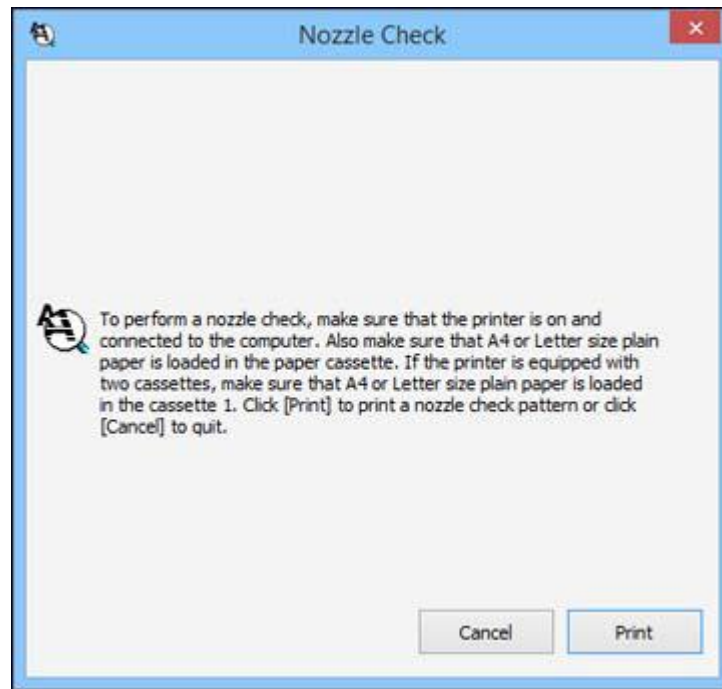 Nozzle Check
To perform a nozzle check, make sure that the printer is on and
connected to the computer. Also make sure that A4 or Letter size plain
paper is loaded in the paper cassette. If the printer is equipped with
two cassettes, make sure that A4 or Letter size plain paper is loaded
in the cassette 1. Click [Print] to print a nozzle check pattern or click
[Cancel] to quit.
Cancel Print